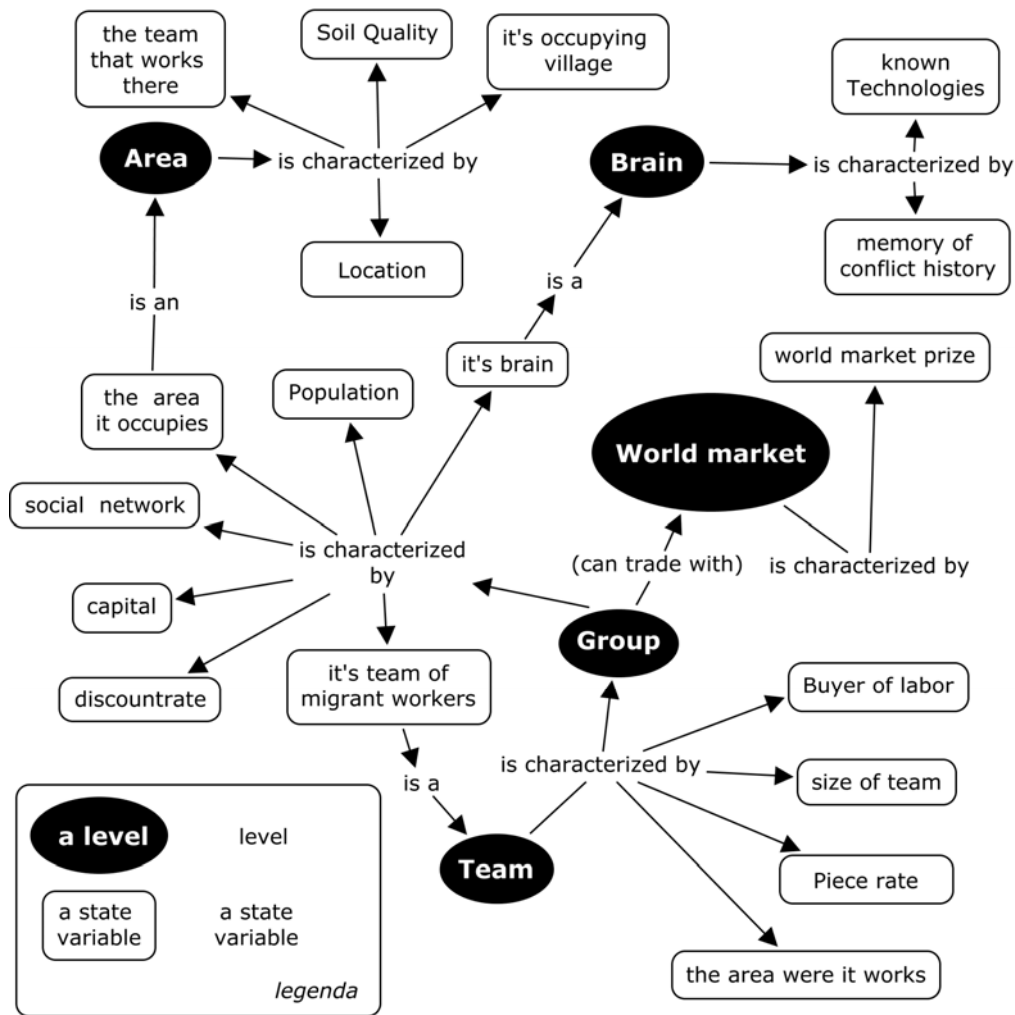 the team
that works
there
Soil Quality
it's occupying
village
known
Technologies
Area
is characterized by
Brain
is characterized by
Location
memory of
conflict history
is an
is a
it's brain
world market prize
the area
it occupies
Population
World market
social network
is characterized
by
(can trade with)
is characterized by
capital
Group
discountrate
it's team of
migrant workers
Buyer of labor
is characterized by
size of team
is a
Team
Piece rate
the area were it works
a level
level
a state
variable
a state
variable
legenda